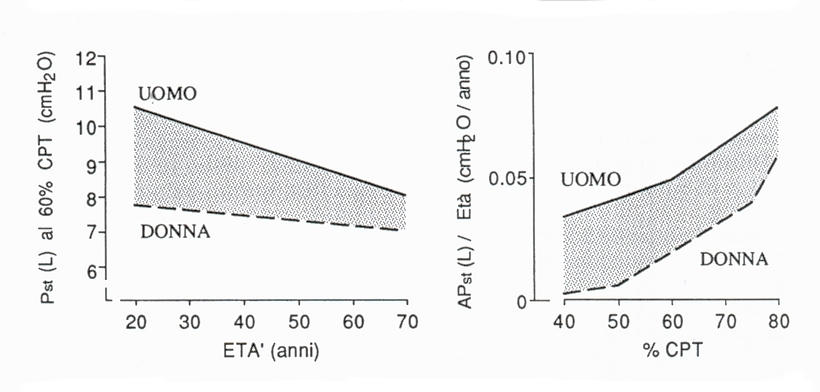 Pst (L) al 60% CPT (cmH₂O)
12
11
10
9
8
7
6
UOMO
DONNA
20 30 40 50 60 70
ETA' (anni)
APst (L) / Età (cmH₂O / anno)
0.10
0.05
0
UOMO
DONNA
40 50 60 70 80
% CPT